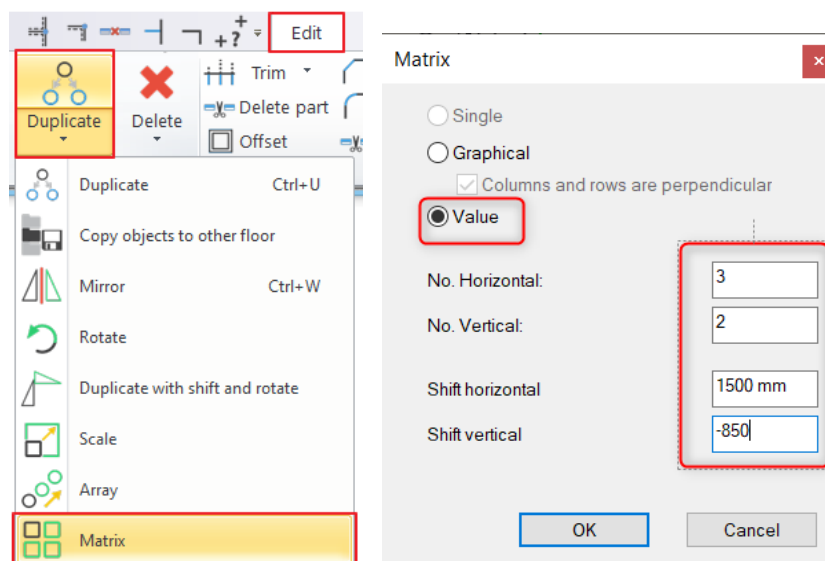 +?
Edit
Duplicate
Delete
Trim
Delete part
Offset
Duplicate Ctrl+U
Copy objects to other floor
Mirror Ctrl+W
Rotate
Duplicate with shift and rotate
Scale
Array
Matrix
Matrix
Single
Graphical
Columns and rows are perpendicular
Value
No. Horizontal: 3
No. Vertical: 2
Shift horizontal 1500 mm
Shift vertical -850
OK Cancel